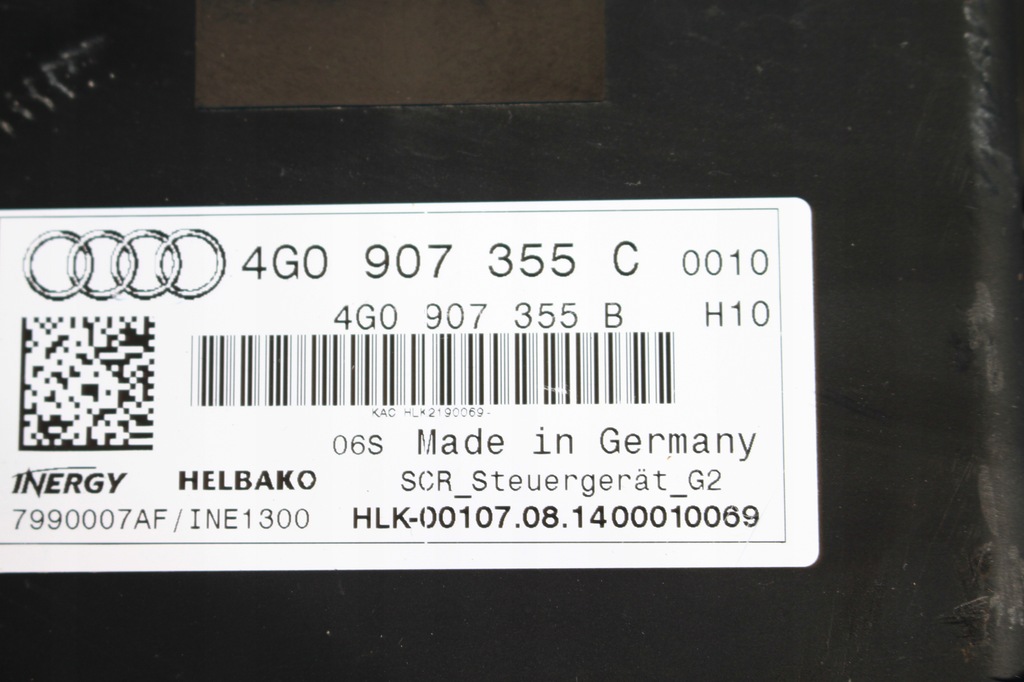 4G0 907 355 C 0010
4G0 907 355 B H10
KAC HLK2190069-
06S Made in Germany
INERGY HELBAKO SCR_Steuergerät_G2
7990007AF/INE1300 HLK-00107.08.1400010069